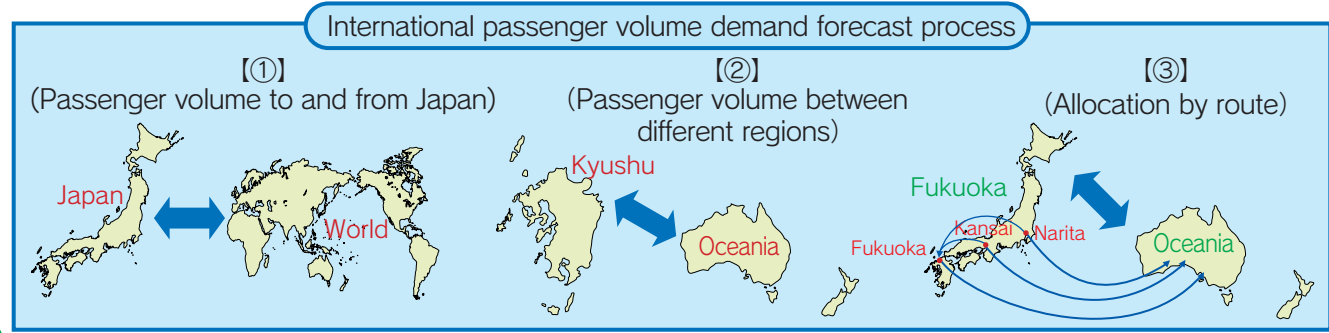 International passenger volume demand forecast process
【①】
(Passenger volume to and from Japan)
Japan
World
【②】
(Passenger volume between
different regions)
Kyushu
Oceania
【③】
(Allocation by route)
Fukuoka
Kansai
Narita
Fukuoka
Oceania